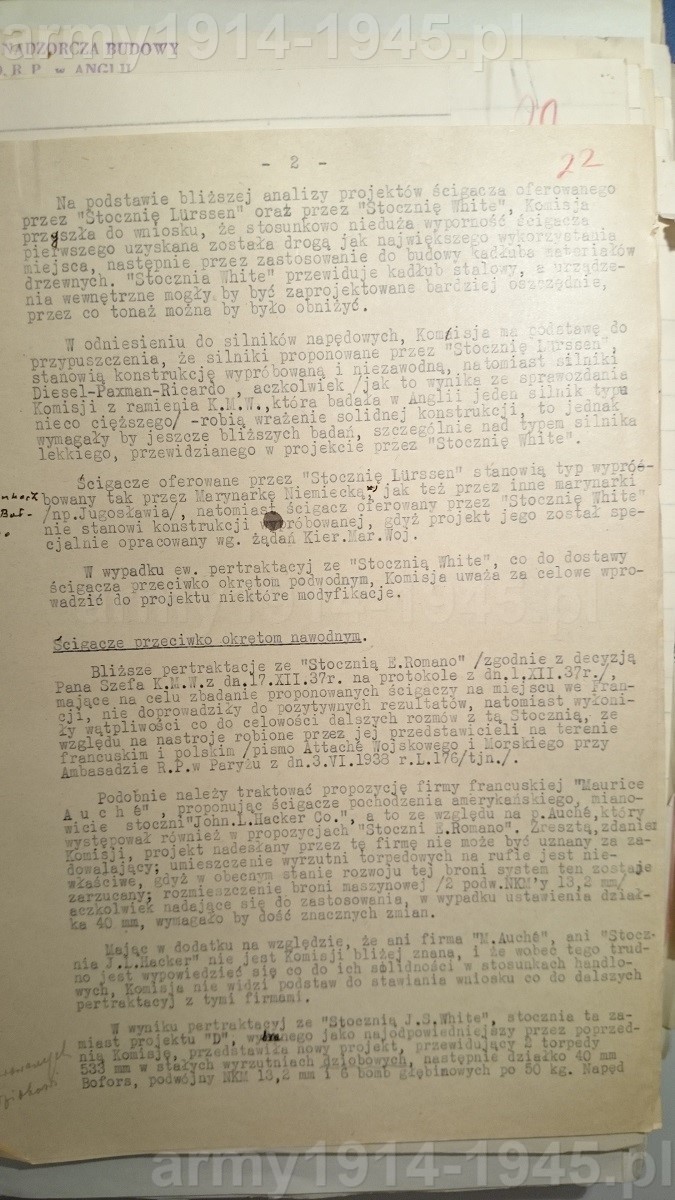 army1914-1945.pl
NADZORCZA BUDOWY
O.R.P. w ANGLII
22
- 2 -
Na podstawie bliższej analizy projektów ścigacza oferowanego
przez "Stocznię Lürssen" oraz przez "Stocznię White", Komisja
przyszła do wniosku, że stosunkowo nieduża wyporność ścigacza
pierwszego uzyskana została drogą jak największego wykorzystania
miejsca, następnie przez zastosowanie do budowy kadłuba materiałów
drzewnych. "Stocznia White" przewiduje kadłub stalowy, a urządze-
nia wewnętrzne mogły by być zaprojektowane bardziej oszczędnie,
przez co tonaż można by było obniżyć.
W odniesieniu do silników napędowych, Komisja ma podstawę do
przypuszczenia, że silniki proponowane przez "Stocznię Lürssen",
stanowią konstrukcję wypróbowaną i niezawodną, natomiast silniki
Diesel-Paxman-Ricardo, aczkolwiek /jak to wynika ze sprawozdania
Komisji z ramienia K.M.W.,która badała w Anglii jeden silnik typu
nieco cięższego/ -robią wrażenie solidnej konstrukcji, to jednak
wymagały by jeszcze bliższych badań, szczególnie nad typem silnika
lekkiego, przewidzianego w projekcie przez "Stocznię White".
Ścigacze oferowane przez "Stocznię Lürssen" stanowią typ wypró-
bowany tak przez Marynarkę Niemiecką, jak też przez inne marynarki
/np.Jugosławia/, natomiast ścigacz oferowany przez "Stocznię White"
nie stanowi konstrukcji wypróbowanej, gdyż projekt jego został spe-
cjalnie opracowany wg. żądań Kier.Mar.Woj.
W wypadku ew. pertraktacyj ze "Stocznią White", co do dostawy
ścigacza przeciwko okrętom podwodnym, Komisja uważa za celowe wpro-
wadzić do projektu niektóre modyfikacje.
Ścigacze przeciwko okrętom nawodnym.
Bliższe pertraktacje ze "Stocznią E.Romano" /zgodnie z decyzją
Pana Szefa K.M.W.z dn.17.XII.37r. na protokole z dn.1.XII.37r./,
mające na celu zbadanie proponowanych ścigaczy na miejscu we Fran-
cji, nie doprowadziły do pozytywnych rezultatów, natomiast wyłoni-
ły wątpliwości co do celowości dalszych rozmów z tą Stocznią, ze
względu na nastroje robione przez jej przedstawicieli na terenie
francuskim i polskim /pismo Attaché Wojskowego i Morskiego przy
Ambasadzie R.P.w Paryżu z dn.3.VI.1938 r.L.176/tjn./.
Podobnie należy traktować propozycję firmy francuskiej "Maurice
A u c h é" , proponując ścigacze pochodzenia amerykańskiego, miano-
wicie stoczni"John.L.Hacker Co.", a to ze względu na p.Auché,który
występował również w propozycjach "Stoczni E.Romano". Zresztą,zdaniem
Komisji, projekt nadesłany przez tę firmę nie może być uznany za za-
dowalający; umieszczenie wyrzutni torpedowych na rufie jest nie-
właściwe, gdyż w obecnym stanie rozwoju tej broni system ten zostaje
zarzucany; rozmieszczenie broni maszynowej /2 podw.NKM'y 13,2 mm/
aczkolwiek nadające się do zastosowania, w wypadku ustawienia dział-
ka 40 mm, wymagało by dość znacznych zmian.
Mając w dodatku na względzie, że ani firma "M.Auché", ani "Stocz-
nia J.L.Hacker" nie jest Komisji bliżej znana, i że wobec tego trud-
no jest wypowiedzieć się co do ich solidności w stosunkach handlo-
wych, Komisja nie widzi podstaw do stawiania wniosku co do dalszych
pertraktacyj z tymi firmami.
W wyniku pertraktacyj ze "Stocznią J.S.White", stocznia ta za-
miast projektu "D", wybranego jako najodpowiedniejszy przez poprzed-
nią Komisję, przedstawiła nowy projekt, przewidujący 2 torpedy
533 mm w stałych wyrzutniach dziobowych, następnie działko 40 mm
Bofors, podwójny NKM 13,2 mm i 6 bomb głębinowych po 50 kg. Napęd
army1914-1945.pl